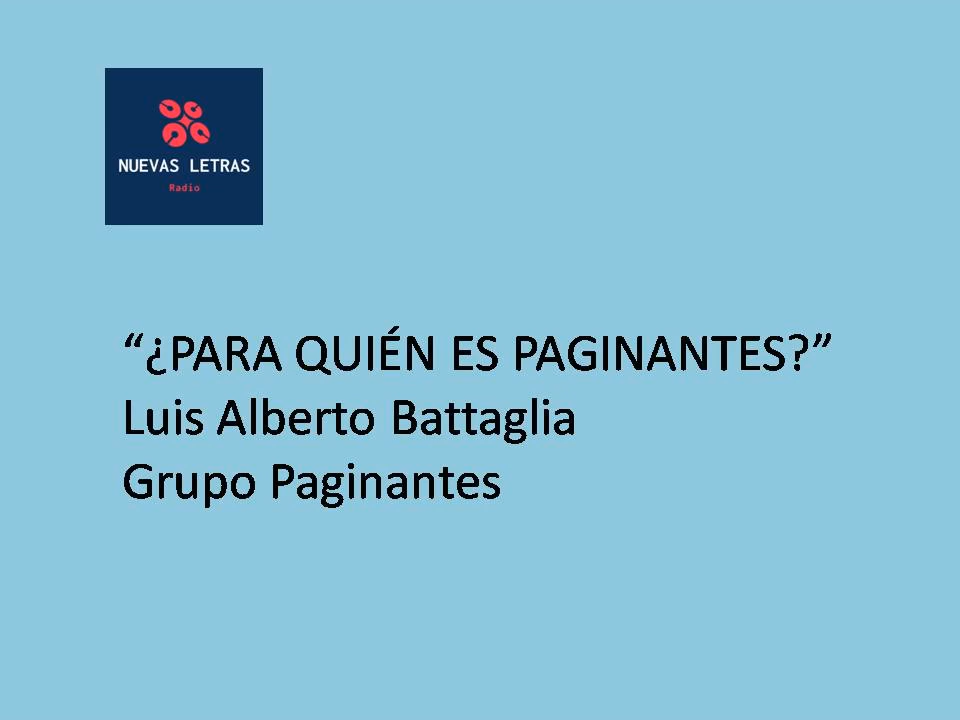 NUEVAS LETRAS
Radio
“¿PARA QUIÉN ES PAGINANTES?”
Luis Alberto Battaglia
Grupo Paginantes